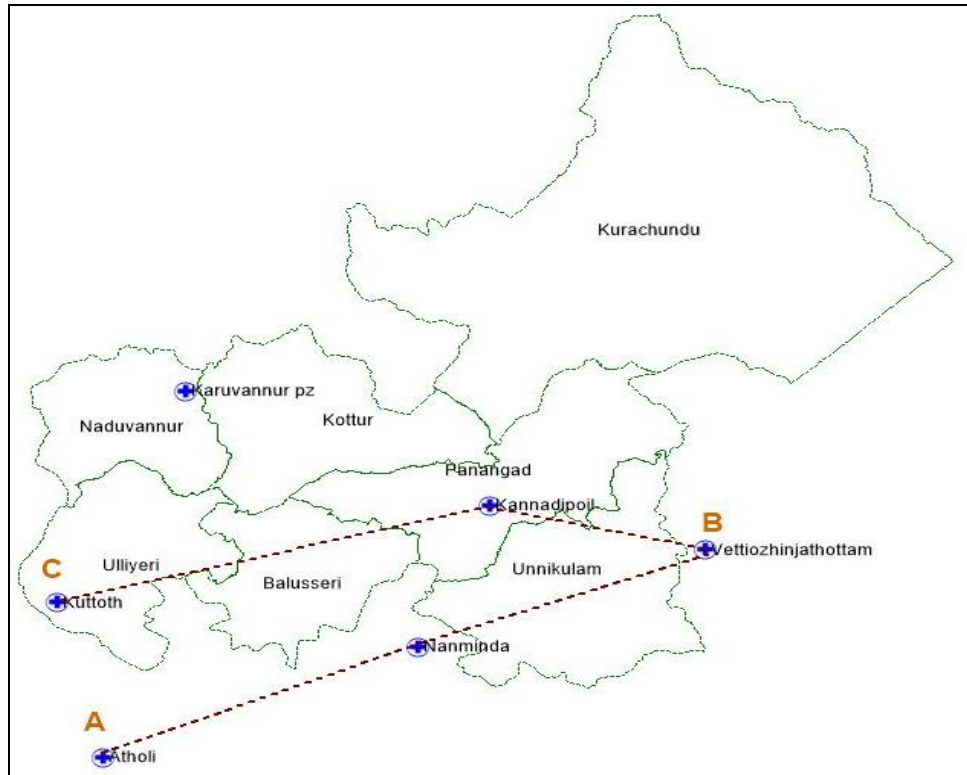 Kurachundu
Karuvannur pz
Kottur
Naduvannur
Panangad
Kannadipoil
B
Vettiozhinjathottam
C
Ulliyeri
Unnikulam
Balusseri
Kuttoth
Nanminda
A
Atholi